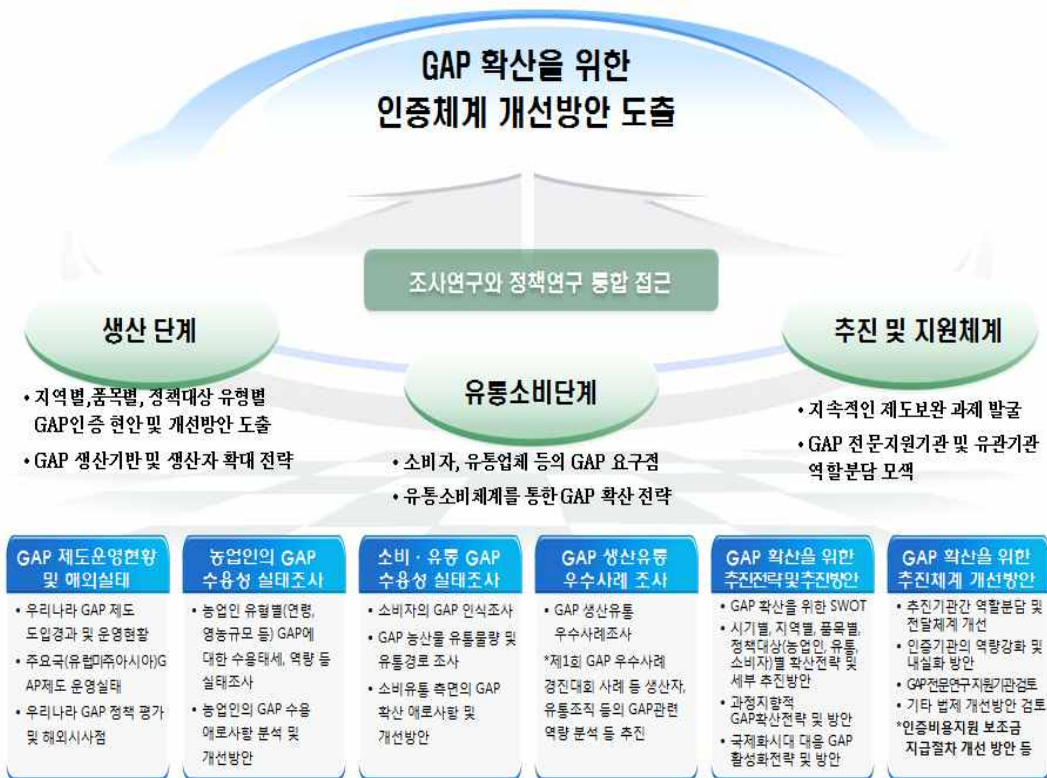 GAP 확산을 위한
인증체계 개선방안 도출
조사연구와 정책연구 통합 접근
생산 단계
• 지역별,품목별, 정책대상 유형별
GAP인증 현안 및 개선방안 도출
• GAP 생산기반 및 생산자 확대 전략
유통소비단계
• 소비자, 유통업체 등의 GAP 요구점
• 유통소비체계를 통한 GAP 확산 전략
추진 및 지원체계
• 지속적인 제도보완 과제 발굴
• GAP 전문지원기관 및 유관기관
역할분담 모색
GAP 제도운영현황
및 해외실태
• 우리나라 GAP 제도
도입경과 및 운영현황
• 주요국(유럽미주아시아)G
AP제도 운영실태
• 우리나라 GAP 정책 평가
및 해외시사점
농업인의 GAP
수용성 실태조사
• 농업인 유형별(연령,
영농규모 등) GAP에
대한 수용태세, 역량 등
실태조사
• 농업인의 GAP 수용
애로사항 분석 및
개선방안
소비 · 유통 GAP
수용성 실태조사
• 소비자의 GAP 인식조사
• GAP 농산물 유통물량 및
유통경로 조사
• 소비유통 측면의 GAP
확산 애로사항 및
개선방안
GAP 생산유통
우수사례 조사
• GAP 생산유통
우수사례조사
*제1회 GAP 우수사례
경진대회 사례 등 생산자,
유통조직 등의 GAP관련
역량 분석 등 추진
GAP 확산을 위한
추진전략및추진방안
• GAP 확산을 위한 SWOT
• 시기별, 지역별, 품목별,
정책대상(농업인, 유통,
소비자)별 확산전략 및
세부 추진방안
• 과정지향적
GAP확산전략 및 방안
• 국제화시대 대응 GAP
활성화전략 및 방안
GAP 확산을 위한
추진체계 개선방안
• 추진기관간 역할분담 및
전달체계 개선
• 인증기관의 역량강화 및
내실화 방안
• GAP전문연구지원기관검토
• 기타 법제 개선방안 검토
*인증비용지원 보조금
지급절차 개선 방안 등